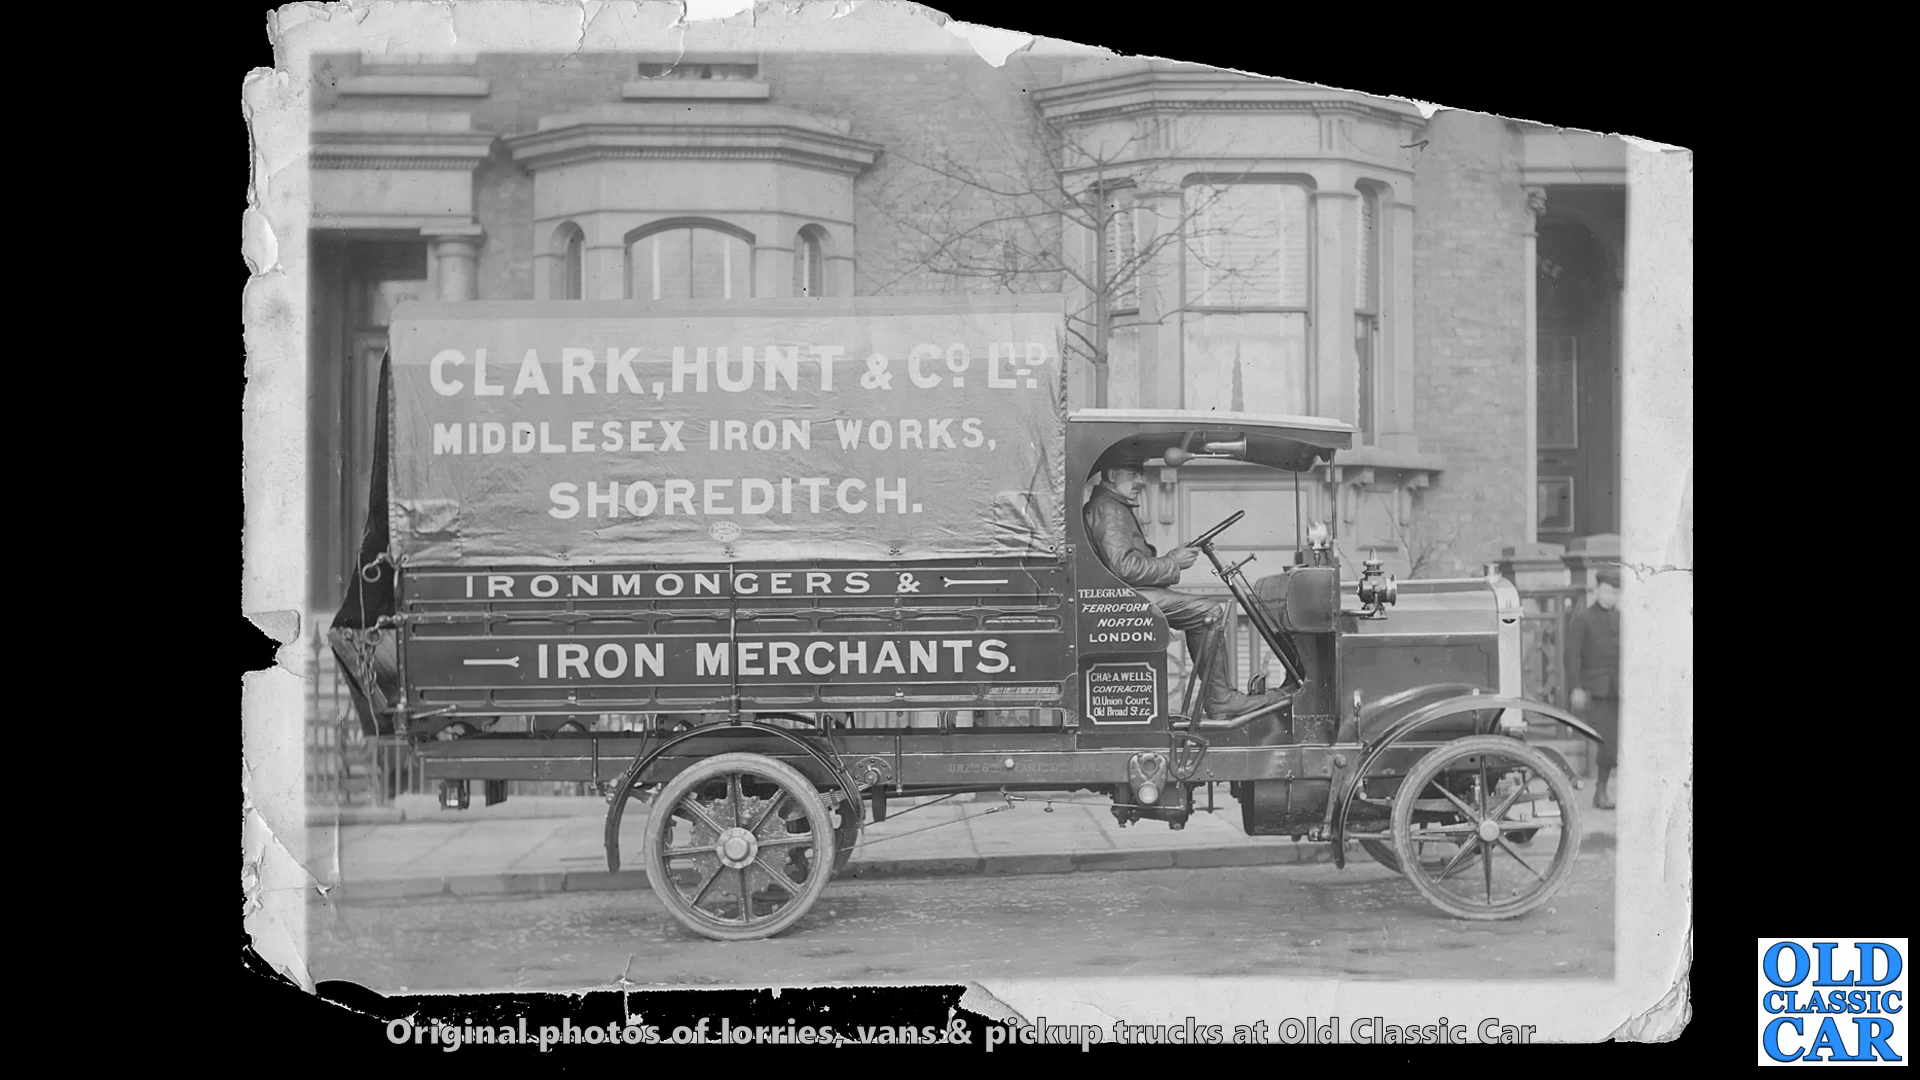 CLARK, HUNT & Co. LTD.
MIDDLESEX IRON WORKS,
SHOREDITCH.
IRONMONGERS &
IRON MERCHANTS.
TELEGRAMS.
"FERROFORM
NORTON,
LONDON.
CHAS. A. WELLS,
CONTRACTOR,
10, Union Court,
Old Broad St. E.C.
Original photos of lorries, vans & pickup trucks at Old Classic Car
OLD
CLASSIC
CAR